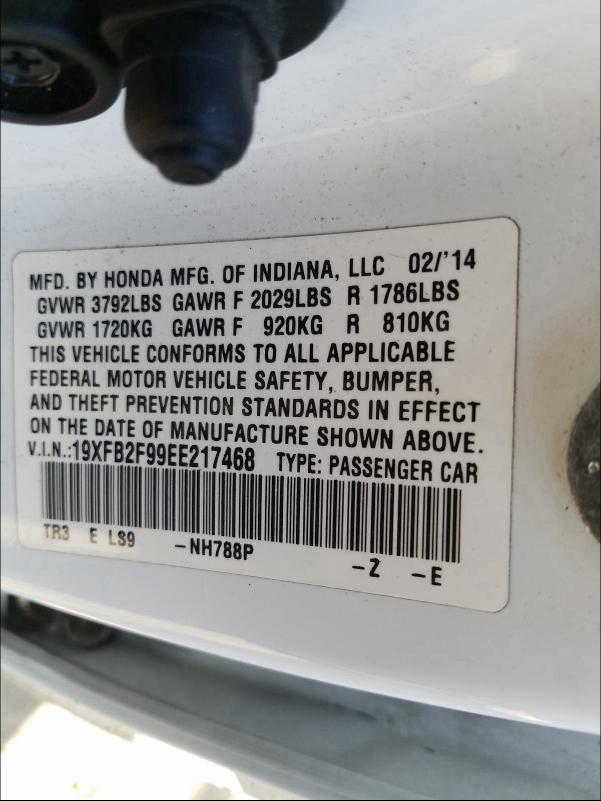 MFD. BY HONDA MFG. OF INDIANA, LLC 02/'14
GVWR 3792LBS GAWR F 2029LBS R 1786LBS
GVWR 1720KG GAWR F 920KG R 810KG
THIS VEHICLE CONFORMS TO ALL APPLICABLE
FEDERAL MOTOR VEHICLE SAFETY, BUMPER,
AND THEFT PREVENTION STANDARDS IN EFFECT
ON THE DATE OF MANUFACTURE SHOWN ABOVE.
V.I.N.:19XFB2F99EE217468 TYPE: PASSENGER CAR
TR3 E LS9 -NH788P -Z -E